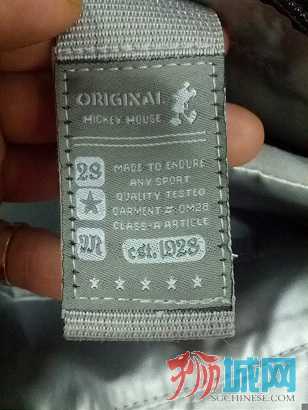 ORIGINAL
MICKEY MOUSE
28
MADE TO ENDURE
ANY SPORT
QUALITY TESTED
GARMENT #:OM28
CLASS-A ARTICLE
M
est. 1928
狮城网
SGCHINESE.COM